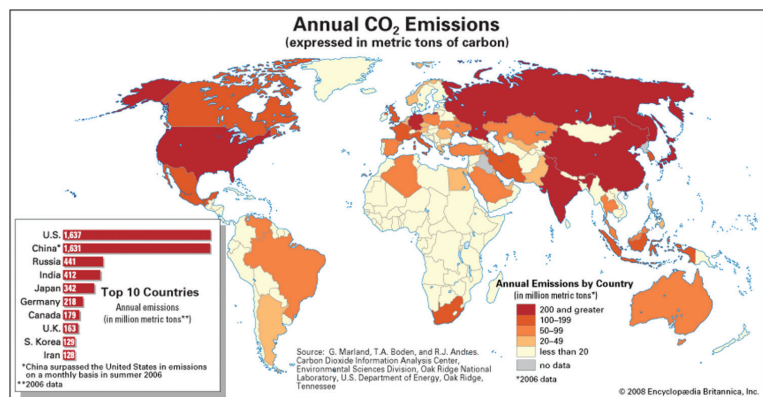 Annual CO₂ Emissions
(expressed in metric tons of carbon)
U.S. 1,637
China* 1,631
Russia 441
India 412
Japan 342
Germany 218
Canada 179
U.K. 163
S. Korea 129
Iran 128
Top 10 Countries
Annual emissions
(in million metric tons**)
*China surpassed the United States in emissions
on a monthly basis in summer 2006
**2006 data
Source: G. Marland, T.A. Boden, and R.J. Andres.
Carbon Dioxide Information Analysis Center,
Environmental Sciences Division, Oak Ridge National
Laboratory, U.S. Department of Energy, Oak Ridge,
Tennessee
Annual Emissions by Country
(in million metric tons*)
200 and greater
100–199
50–99
20–49
less than 20
no data
*2006 data
© 2008 Encyclopædia Britannica, Inc.